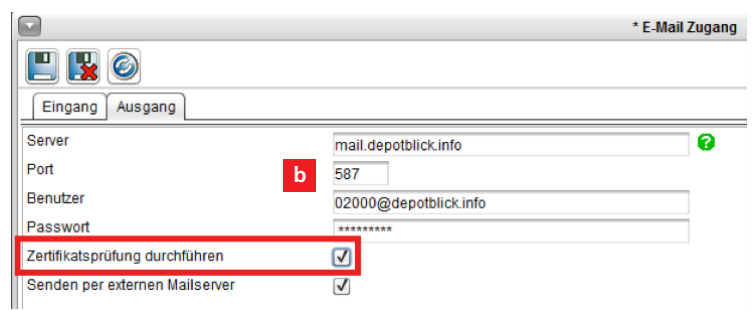 * E-Mail Zugang
Eingang Ausgang
Server mail.depotblick.info
Port b 587
Benutzer 02000@depotblick.info
Passwort *********
Zertifikatsprüfung durchführen
Senden per externen Mailserver